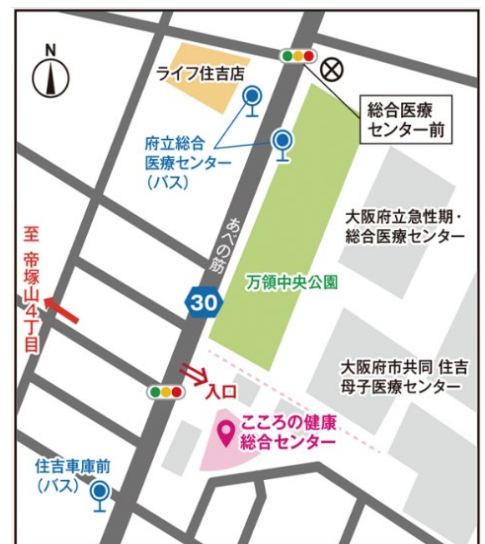 N
ライフ住吉店
総合医療
センター前
府立総合
医療センター
(バス)
大阪府立急性期・
総合医療センター
あべの筋
至 帝塚山4丁目
万領中央公園
30
大阪府市共同 住吉
母子医療センター
入口
こころの健康
総合センター
住吉車庫前
(バス)